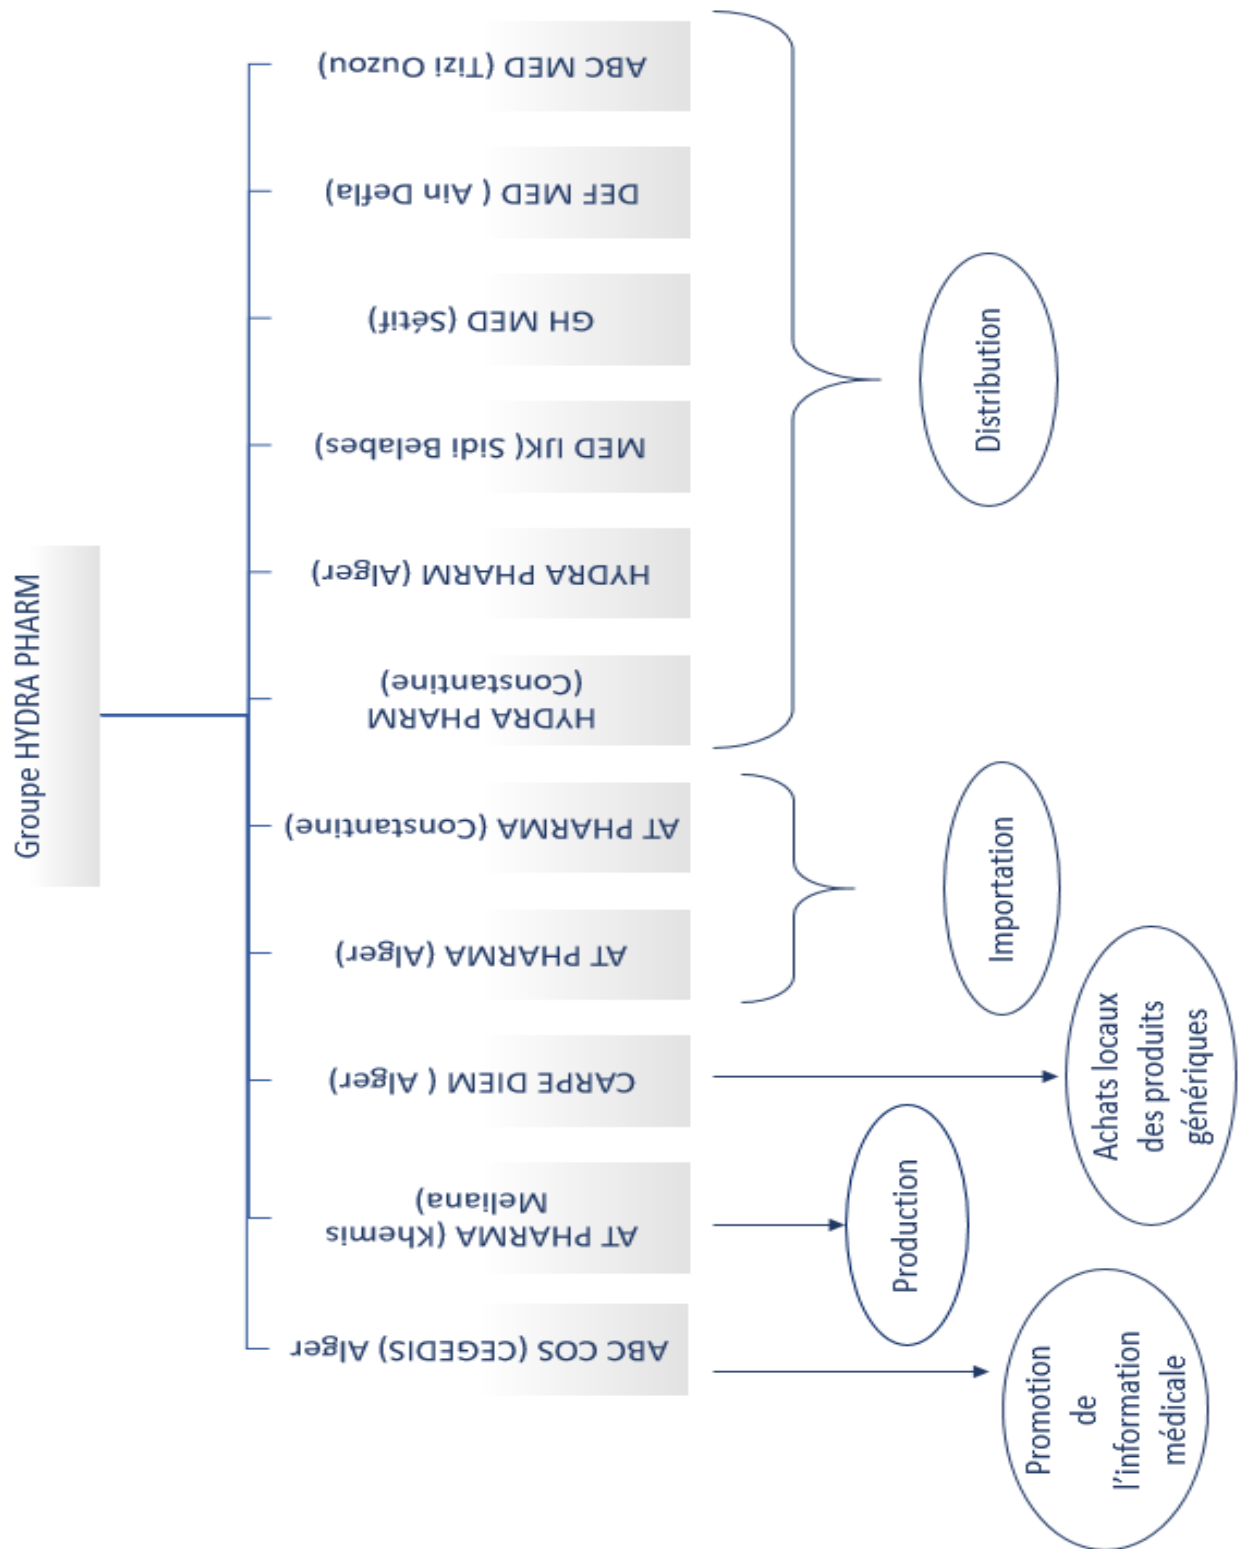 Groupe HYDRA PHARM
ABC COS (CEGEDIS) Alger
AT PHARMA (Khemis
Meliana)
CARPE DIEM ( Alger)
AT PHARMA (Alger)
AT PHARMA (Constantine)
HYDRA PHARM
(Constantine)
HYDRA PHARM (Alger)
MED IJK( Sidi Belabes)
GH MED (Sétif)
DEF MED ( Ain Defla)
ABC MED (Tizi Ouzou)
Promotion
de
l'information
médicale
Production
Achats locaux
des produits
génériques
Importation
Distribution